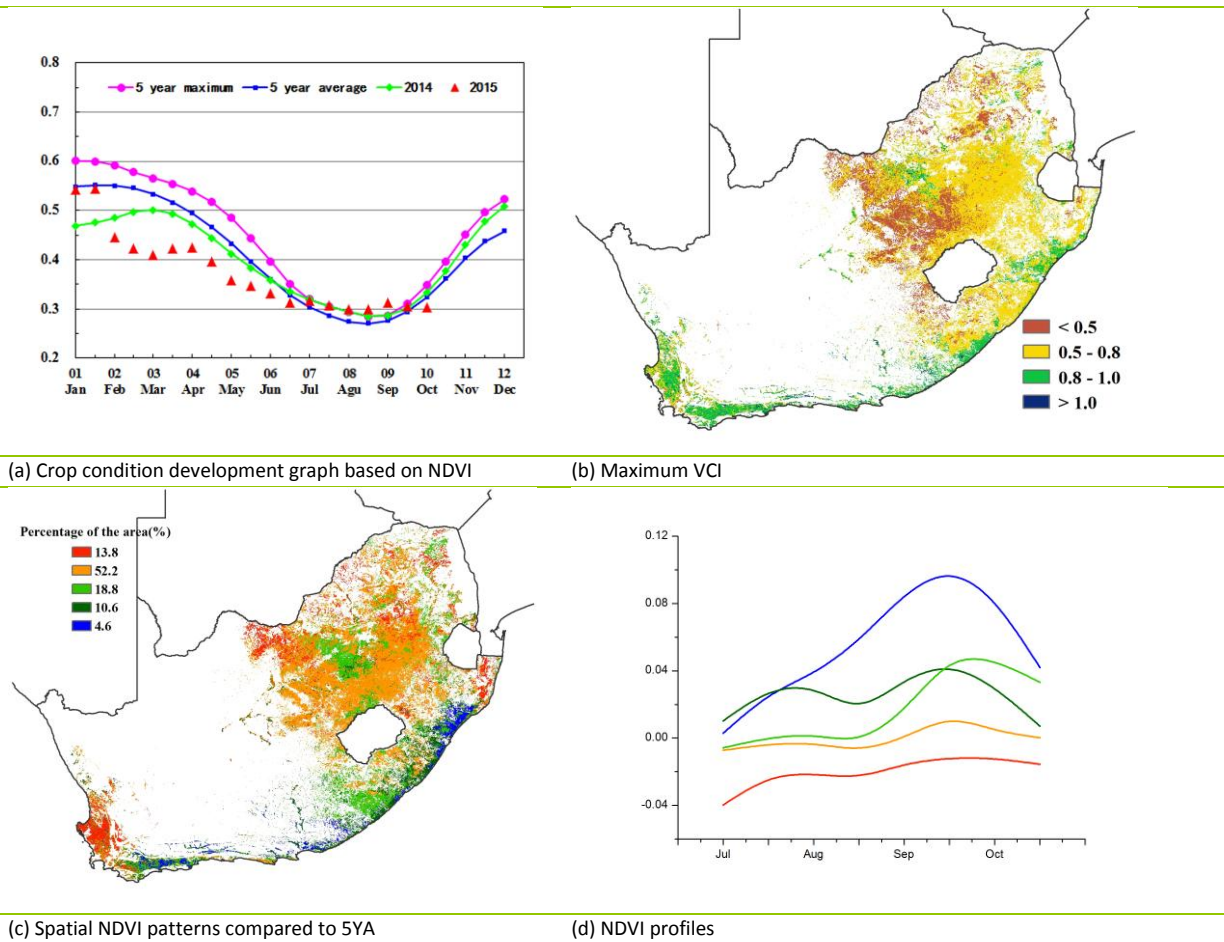 0.8
5 year maximum 5 year average 2014 2015
0.7
0.6
0.5
0.4
0.3
0.2
01 02 03 04 05 06 07 08 09 10 11 12
Jan Feb Mar Apr May Jun Jul Agu Sep Oct Nov Dec
< 0.5
0.5 - 0.8
0.8 - 1.0
> 1.0
(a) Crop condition development graph based on NDVI
(b) Maximum VCI
Percentage of the area(%)
13.8
52.2
18.8
10.6
4.6
0.12
0.08
0.04
0.00
-0.04
Jul Aug Sep Oct
(c) Spatial NDVI patterns compared to 5YA
(d) NDVI profiles